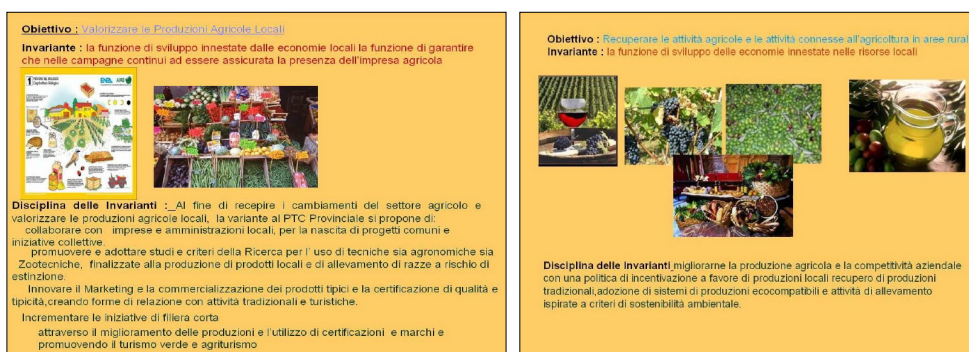 Obiettivo : Valorizzare le Produzioni Agricole Locali
Invariante : la funzione di sviluppo innestate dalle economie locali la funzione di garantire
che nelle campagne continui ad essere assicurata la presenza dell'impresa agricola
Disciplina delle Invarianti : Al fine di recepire i cambiamenti del settore agricolo e
valorizzare le produzioni agricole locali, la variante al PTC Provinciale si propone di:
collaborare con imprese e amministrazioni locali, per la nascita di progetti comuni e
iniziative collettive.
promuovere e adottare studi e criteri della Ricerca per l' uso di tecniche sia agronomiche sia
Zootecniche, finalizzate alla produzione di prodotti locali e di allevamento di razze a rischio di
estinzione.
Innovare il Marketing e la commercializzazione dei prodotti tipici e la certificazione di qualità e
tipicità,creando forme di relazione con attività tradizionali e turistiche.
Incrementare le iniziative di filiera corta
attraverso il miglioramento delle produzioni e l'utilizzo di certificazioni e marchi e
promuovendo il turismo verde e agriturismo
Obiettivo : Recuperare le attività agricole e le attività connesse all'agricoltura in aree rural
Invariante : la funzione di sviluppo delle economie innestate nelle risorse locali
Disciplina delle Invarianti migliorarne la produzione agricola e la competitività aziendale
con una politica di incentivazione a favore di produzioni locali recupero di produzioni
tradizionali,adozione di sistemi di produzioni ecocompatibili e attività di allevamento
ispirate a criteri di sostenibilità ambientale.